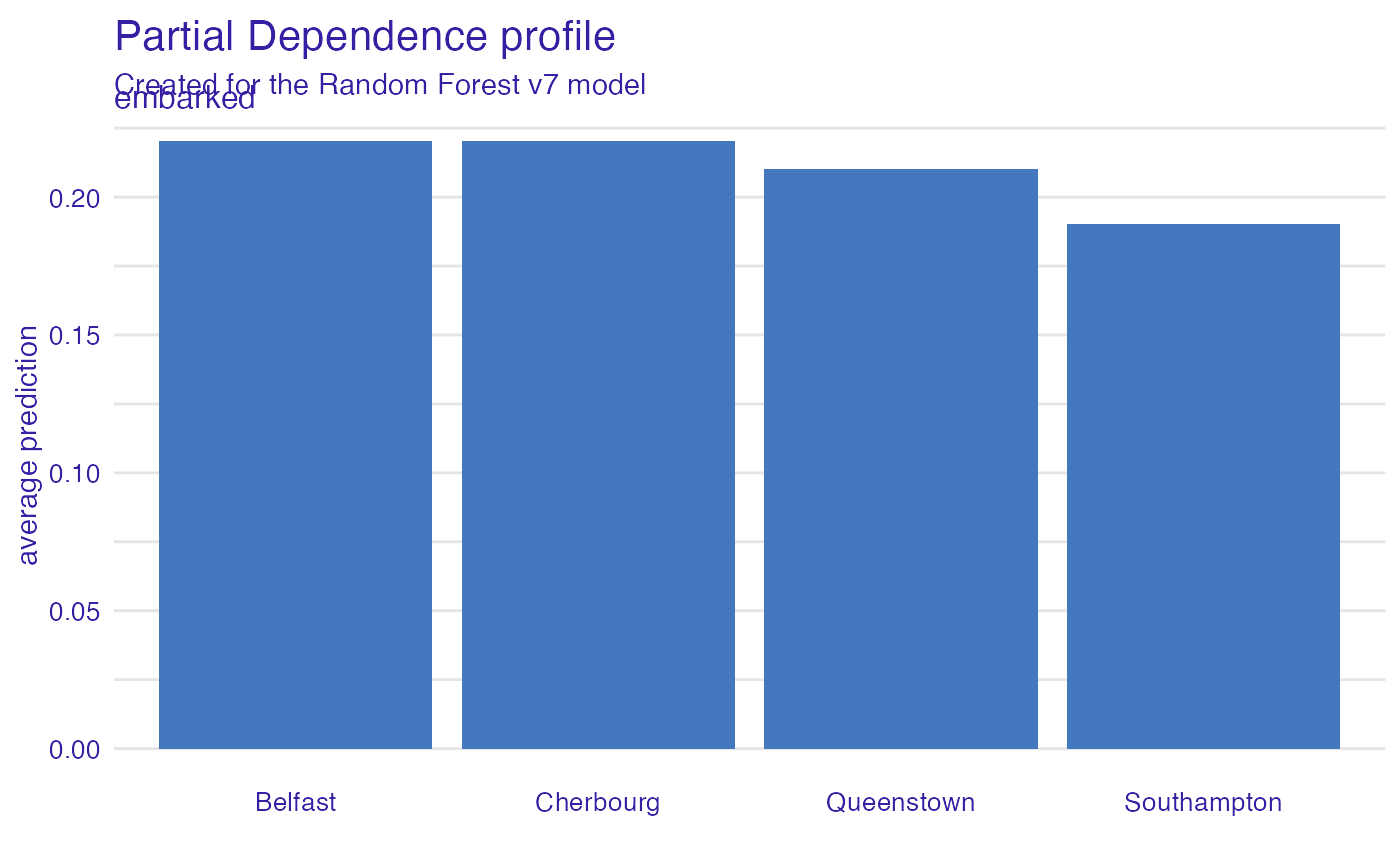 Partial Dependence profile
Created for the Random Forest v7 model
embarked
average prediction
0.20
0.15
0.10
0.05
0.00
Belfast
Cherbourg
Queenstown
Southampton